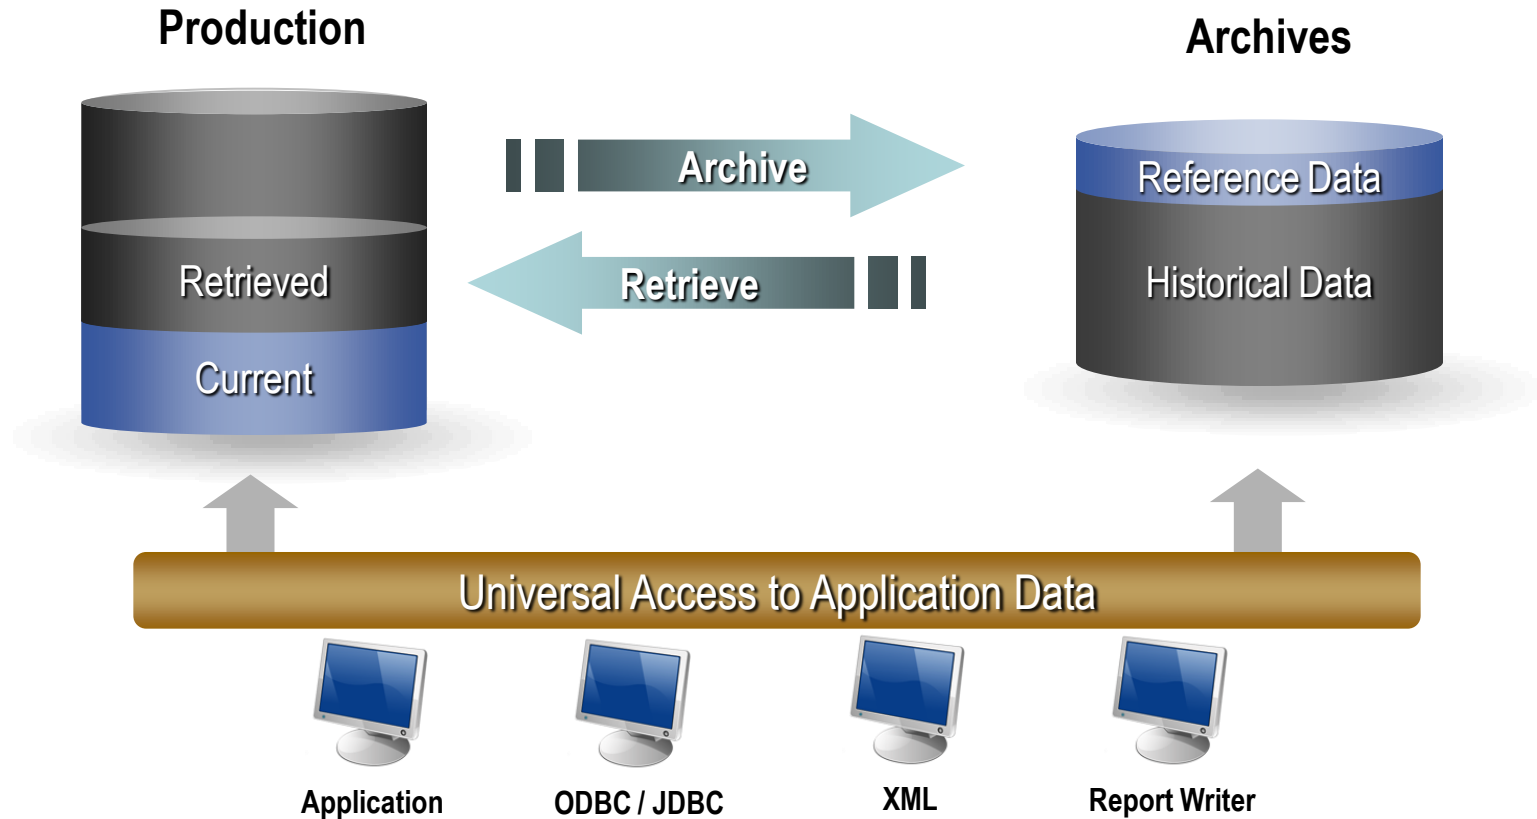 Production
Archives
Archive
Reference Data
Retrieved
Retrieve
Historical Data
Current
Universal Access to Application Data
Application
ODBC / JDBC
XML
Report Writer